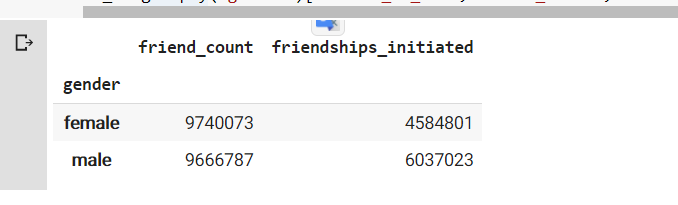 friend_count friendships_initiated
gender
female 9740073 4584801
male 9666787 6037023